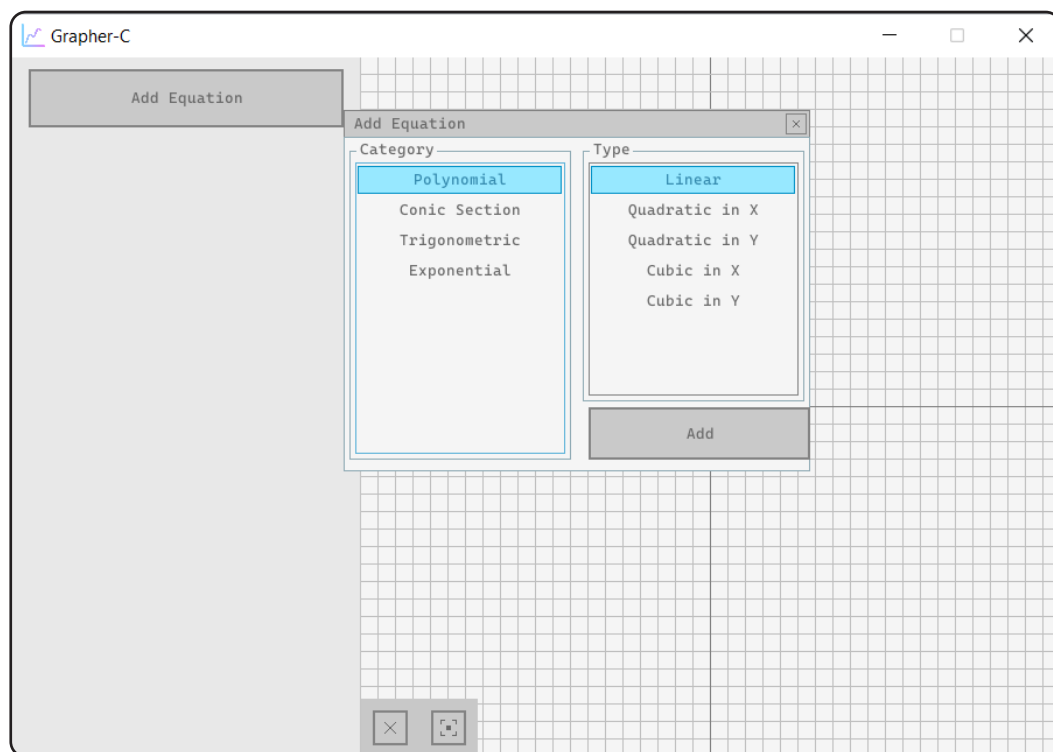 Grapher-C
Add Equation
Add Equation
Category
Polynomial
Conic Section
Trigonometric
Exponential
Type
Linear
Quadratic in X
Quadratic in Y
Cubic in X
Cubic in Y
Add